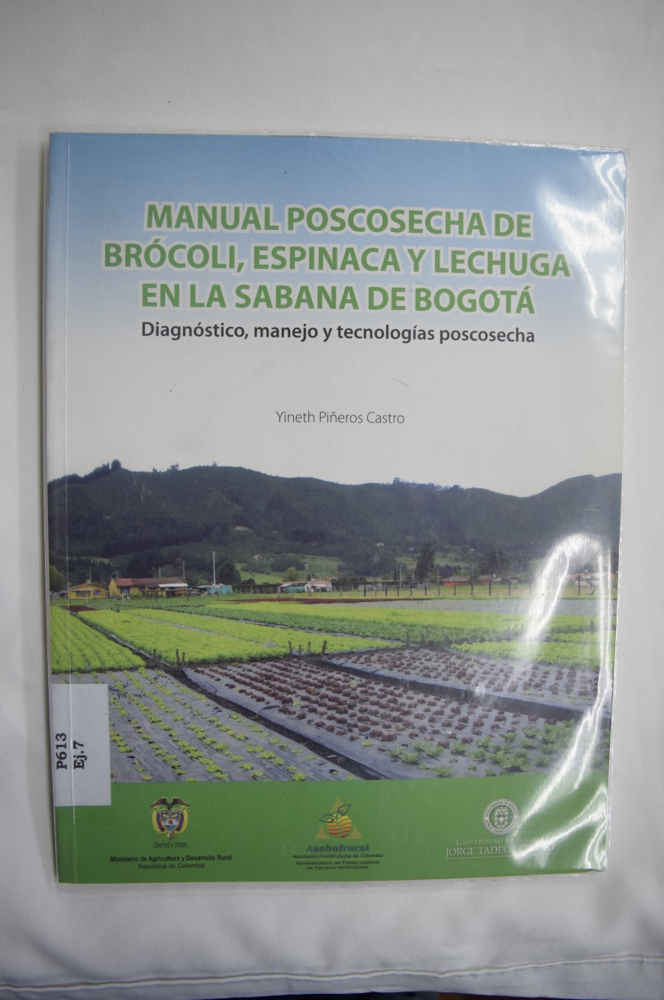 MANUAL POSCOSECHA DE
BRÓCOLI, ESPINACA Y LECHUGA
EN LA SABANA DE BOGOTÁ
Diagnóstico, manejo y tecnologías poscosecha
Yineth Piñeros Castro
P613
Ej.7
Libertad y Orden
Ministerio de Agricultura y Desarrollo Rural
República de Colombia
Asohofrucol
Asociación Hortifrutícola de Colombia
Administradora del Fondo nacional
de Fomento Hortifrutícola
UNIVERSIDAD DE
JORGE TADEO